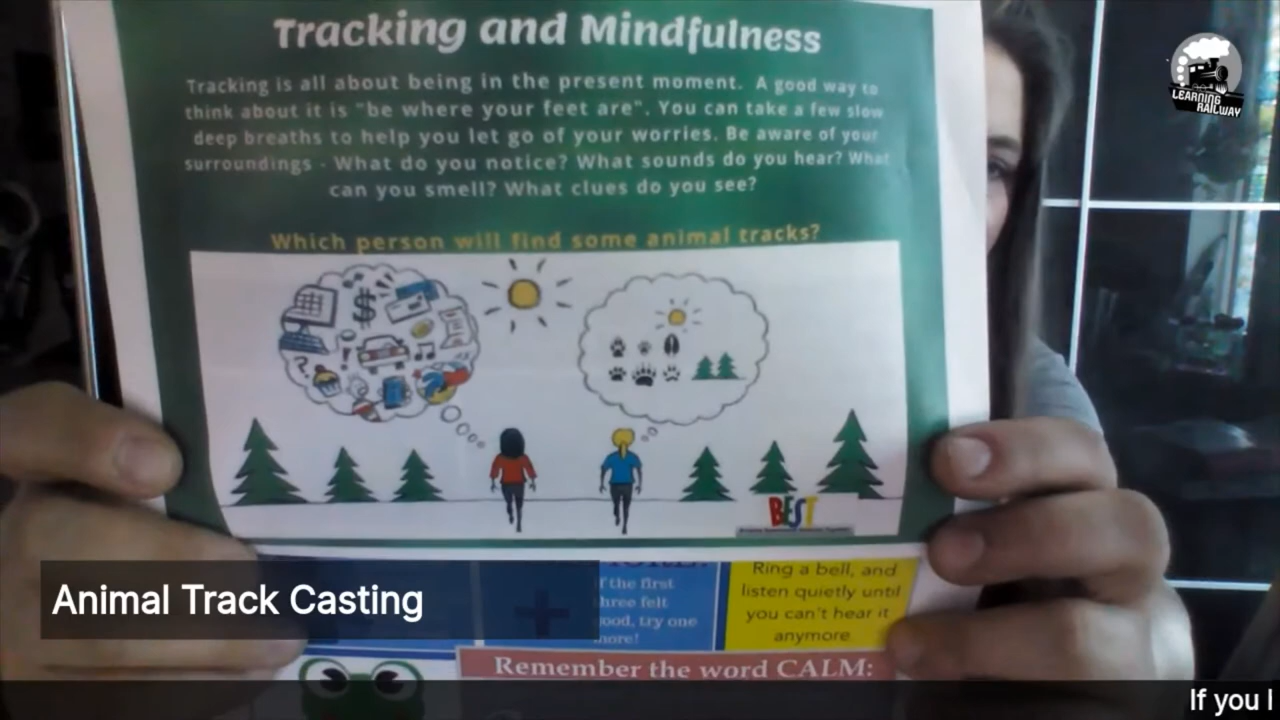 Tracking and Mindfulness
Tracking is all about being in the present moment. A good way to
think about it is "be where your feet are". You can take a few slow
deep breaths to help you let go of your worries. Be aware of your
surroundings - What do you notice? What sounds do you hear? What
can you smell? What clues do you see?
Which person will find some animal tracks?
BEST
LEARNING
RAILWAY
Animal Track Casting
f the first
hree felt
ood, try one
more!
Ring a bell, and
listen quietly until
you can't hear it
anymore
Remember the word CALM:
If you l